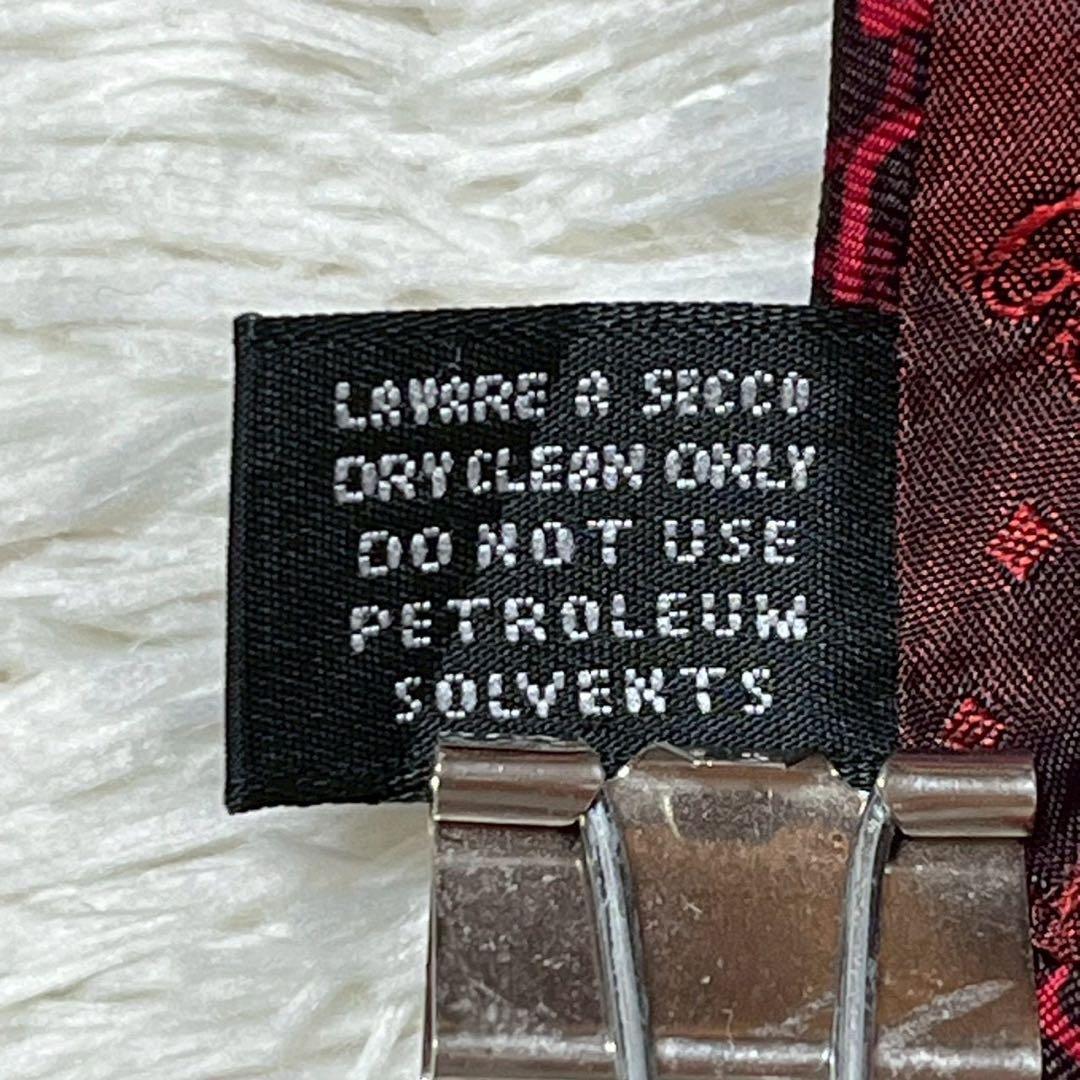 LAVARE A SECCO
DRY CLEAN ONLY
DO NOT USE
PETROLEUM
SOLVENTS